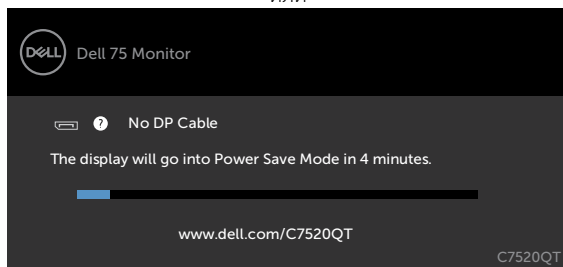 или
DELL
Dell 75 Monitor
? No DP Cable
The display will go into Power Save Mode in 4 minutes.
www.dell.com/C7520QT
C7520QT